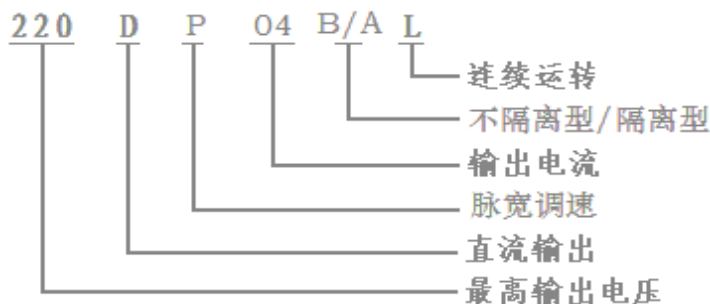 220 D P 04 B/A L
连续运转
不隔离型/隔离型
输出电流
脉宽调速
直流输出
最高输出电压